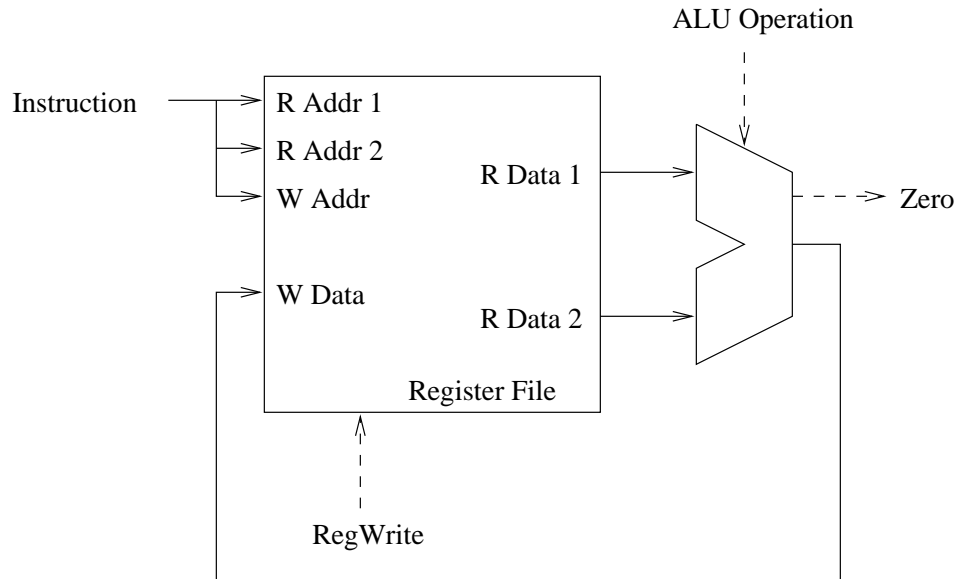 ALU Operation
Instruction
R Addr 1
R Addr 2
W Addr
R Data 1
Zero
W Data
R Data 2
Register File
RegWrite